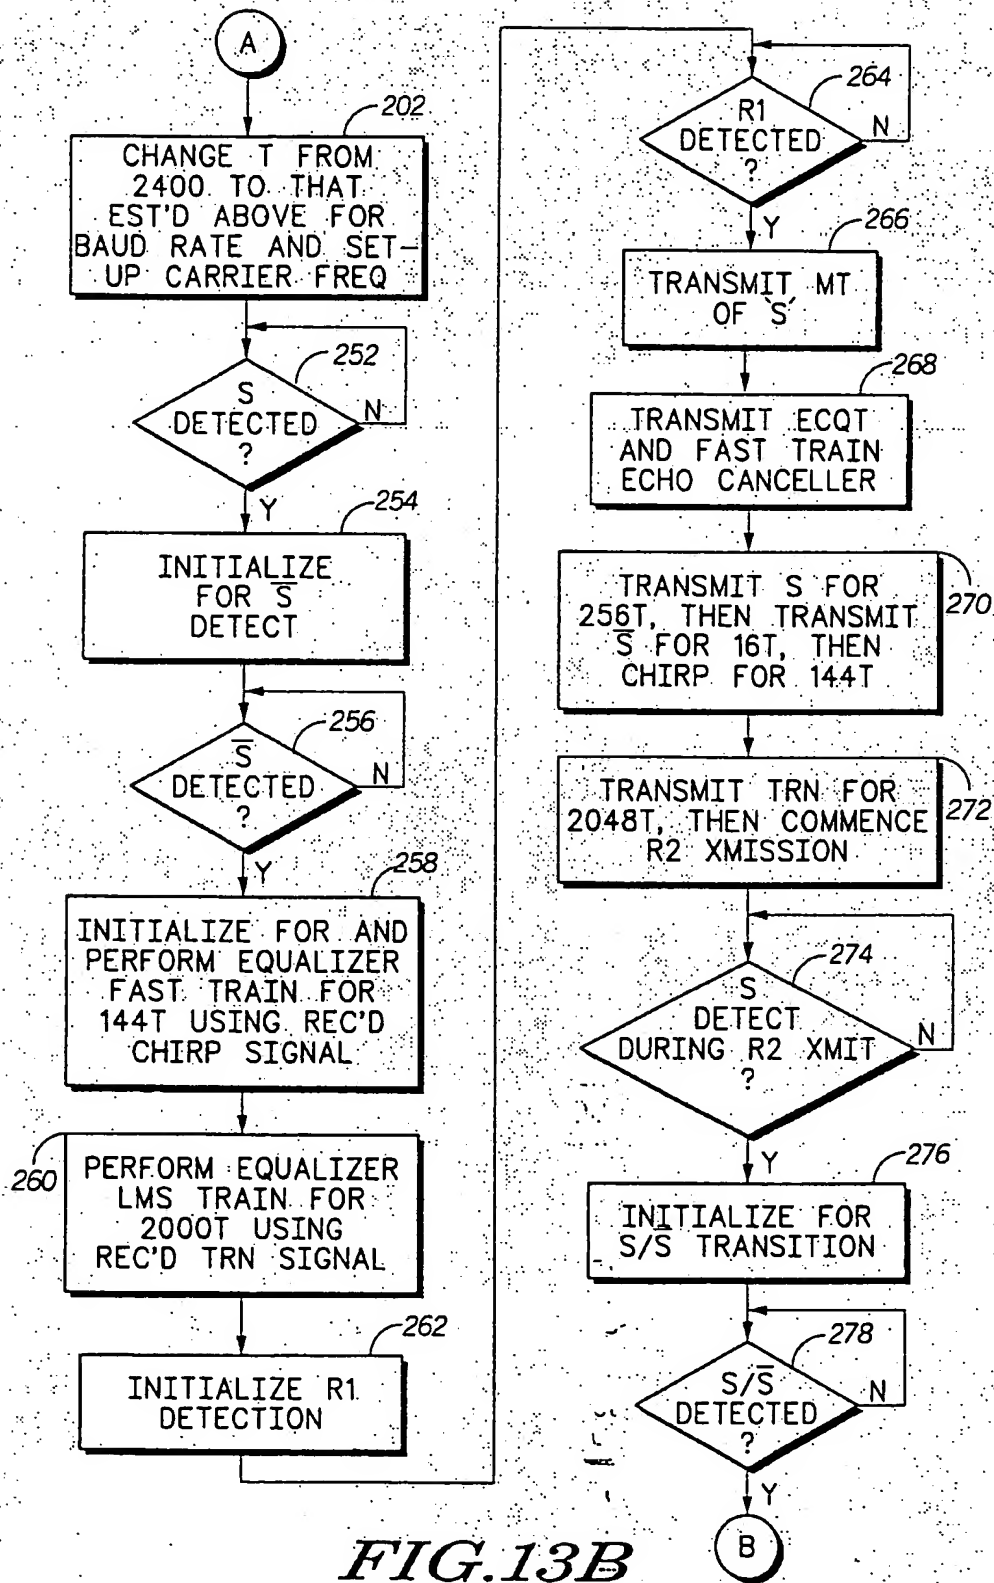 A
202
CHANGE T FROM
2400 TO THAT
EST'D ABOVE FOR
BAUD RATE AND SET-
UP CARRIER FREQ
252
S
DETECTED
?
N
Y
254
INITIALIZE
FOR S̅
DETECT
256
S̅
DETECTED
?
N
Y
258
INITIALIZE FOR AND
PERFORM EQUALIZER
FAST TRAIN FOR
144T USING REC'D
CHIRP SIGNAL
260
PERFORM EQUALIZER
LMS TRAIN FOR
2000T USING
REC'D TRN SIGNAL
262
INITIALIZE R1
DETECTION
264
R1
DETECTED
?
N
Y
266
TRANSMIT MT
OF 'S'
268
TRANSMIT ECQT
AND FAST TRAIN
ECHO CANCELLER
270
TRANSMIT S FOR
256T, THEN TRANSMIT
S̅ FOR 16T, THEN
CHIRP FOR 144T
272
TRANSMIT TRN FOR
2048T, THEN COMMENCE
R2 XMISSION
274
S
DETECT
DURING R2 XMIT
?
N
Y
276
INITIALIZE FOR
S/S̅ TRANSITION
278
S/S̅
DETECTED
?
N
Y
B
FIG.13B